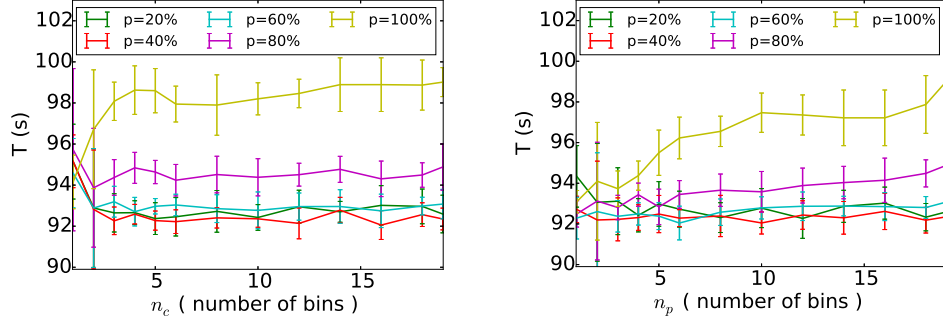 p=20% p=60% p=100%
p=40% p=80%
T (s)
102
100
98
96
94
92
90
5 10 15
n_c ( number of bins )
p=20% p=60% p=100%
p=40% p=80%
T (s)
102
100
98
96
94
92
90
5 10 15
n_p ( number of bins )